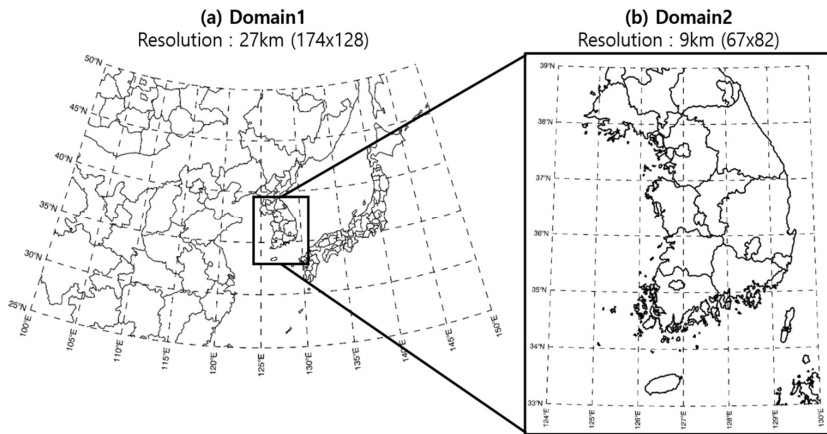 (a) Domain1
Resolution : 27km (174x128)
(b) Domain2
Resolution : 9km (67x82)
50°N
45°N
40°N
35°N
30°N
25°N
100°E
105°E
110°E
115°E
120°E
125°E
130°E
135°E
140°E
145°E
150°E
39°N
38°N
37°N
36°N
35°N
34°N
33°N
124°E
125°E
126°E
127°E
128°E
129°E
130°E